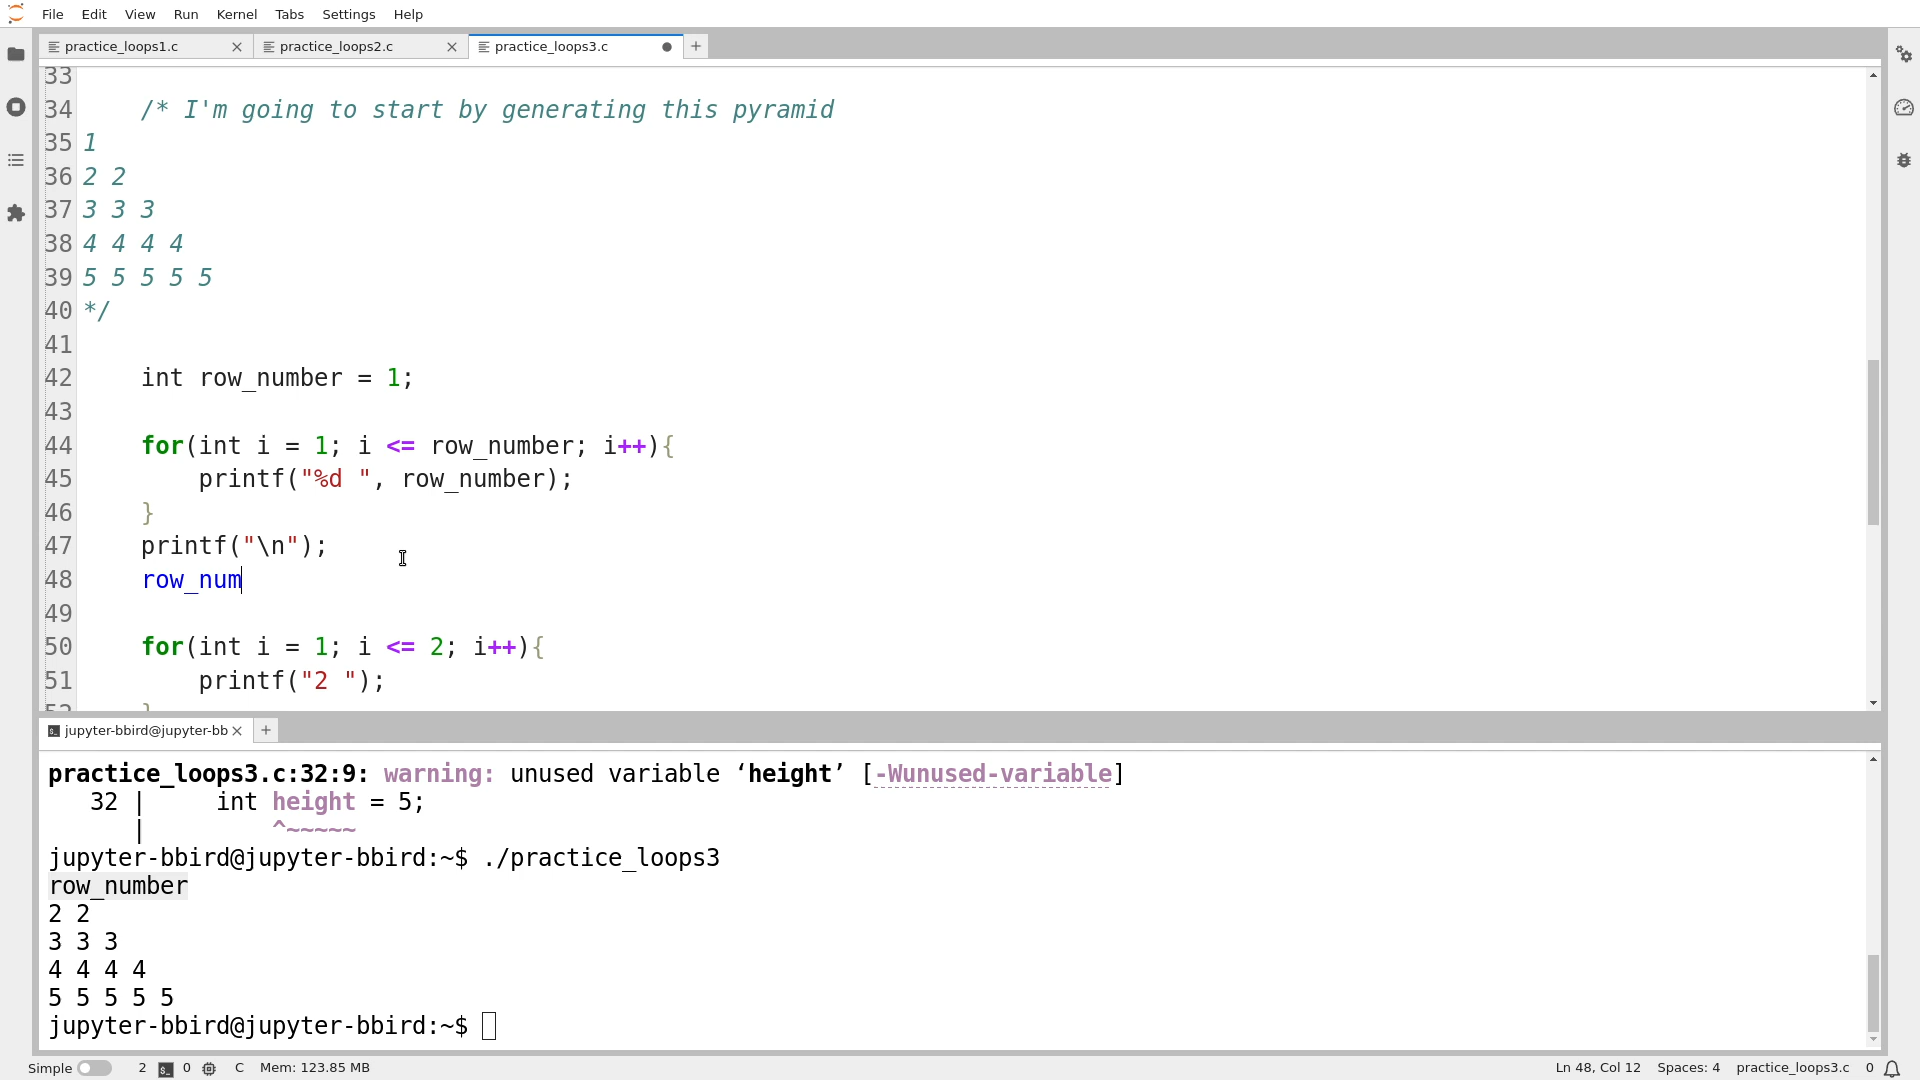 File Edit View Run Kernel Tabs Settings Help
practice_loops1.c
practice_loops2.c
practice_loops3.c
33
34     /* I'm going to start by generating this pyramid
35 1
36 2 2
37 3 3 3
38 4 4 4 4
39 5 5 5 5 5
40 */
41
42     int row_number = 1;
43
44     for(int i = 1; i <= row_number; i++){
45         printf("%d ", row_number);
46     }
47     printf("\n");
48     row_num
49
50     for(int i = 1; i <= 2; i++){
51         printf("2 ");
52     }
jupyter-bbird@jupyter-bb
practice_loops3.c:32:9: warning: unused variable ‘height’ [-Wunused-variable]
   32 |     int height = 5;
      |         ^~~~~~
jupyter-bbird@jupyter-bbird:~$ ./practice_loops3
row_number
2 2
3 3 3
4 4 4 4
5 5 5 5 5
jupyter-bbird@jupyter-bbird:~$
Simple 2 0 C Mem: 123.85 MB Ln 48, Col 12 Spaces: 4 practice_loops3.c 0